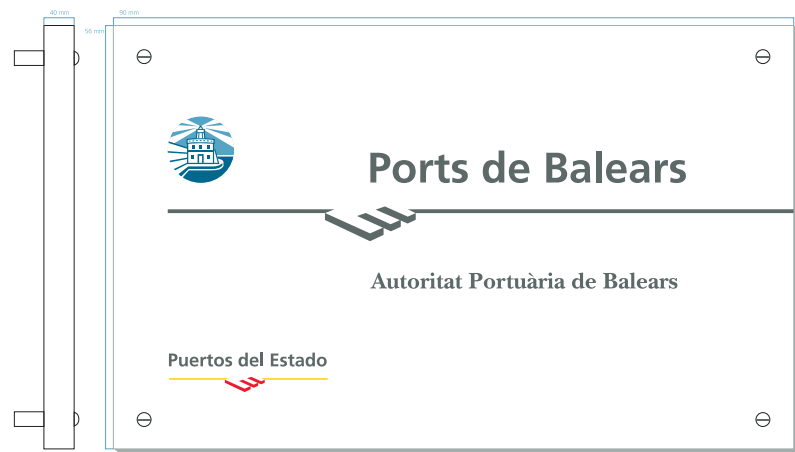 40 mm
90 mm
56 mm
Ports de Balears
Autoritat Portuària de Balears
Puertos del Estado